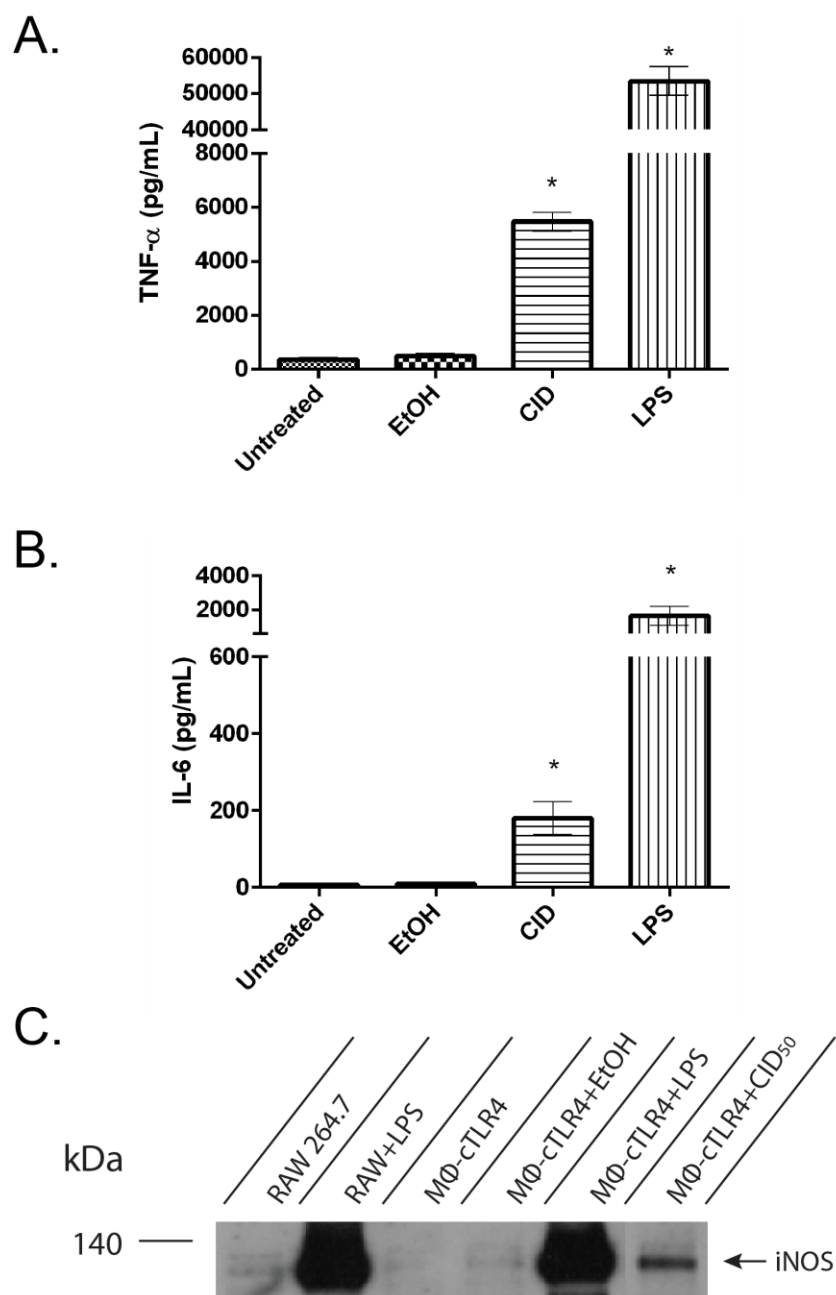 A.
TNF-α (pg/mL)
60000
50000
40000
8000
6000
4000
2000
0
*
*
Untreated
EtOH
CID
LPS
B.
IL-6 (pg/mL)
4000
2000
600
400
200
0
*
*
Untreated
EtOH
CID
LPS
C.
kDa
RAW 264.7
RAW+LPS
MΦ-cTLR4
MΦ-cTLR4+EtOH
MΦ-cTLR4+LPS
MΦ-cTLR4+CID₅₀
140
iNOS